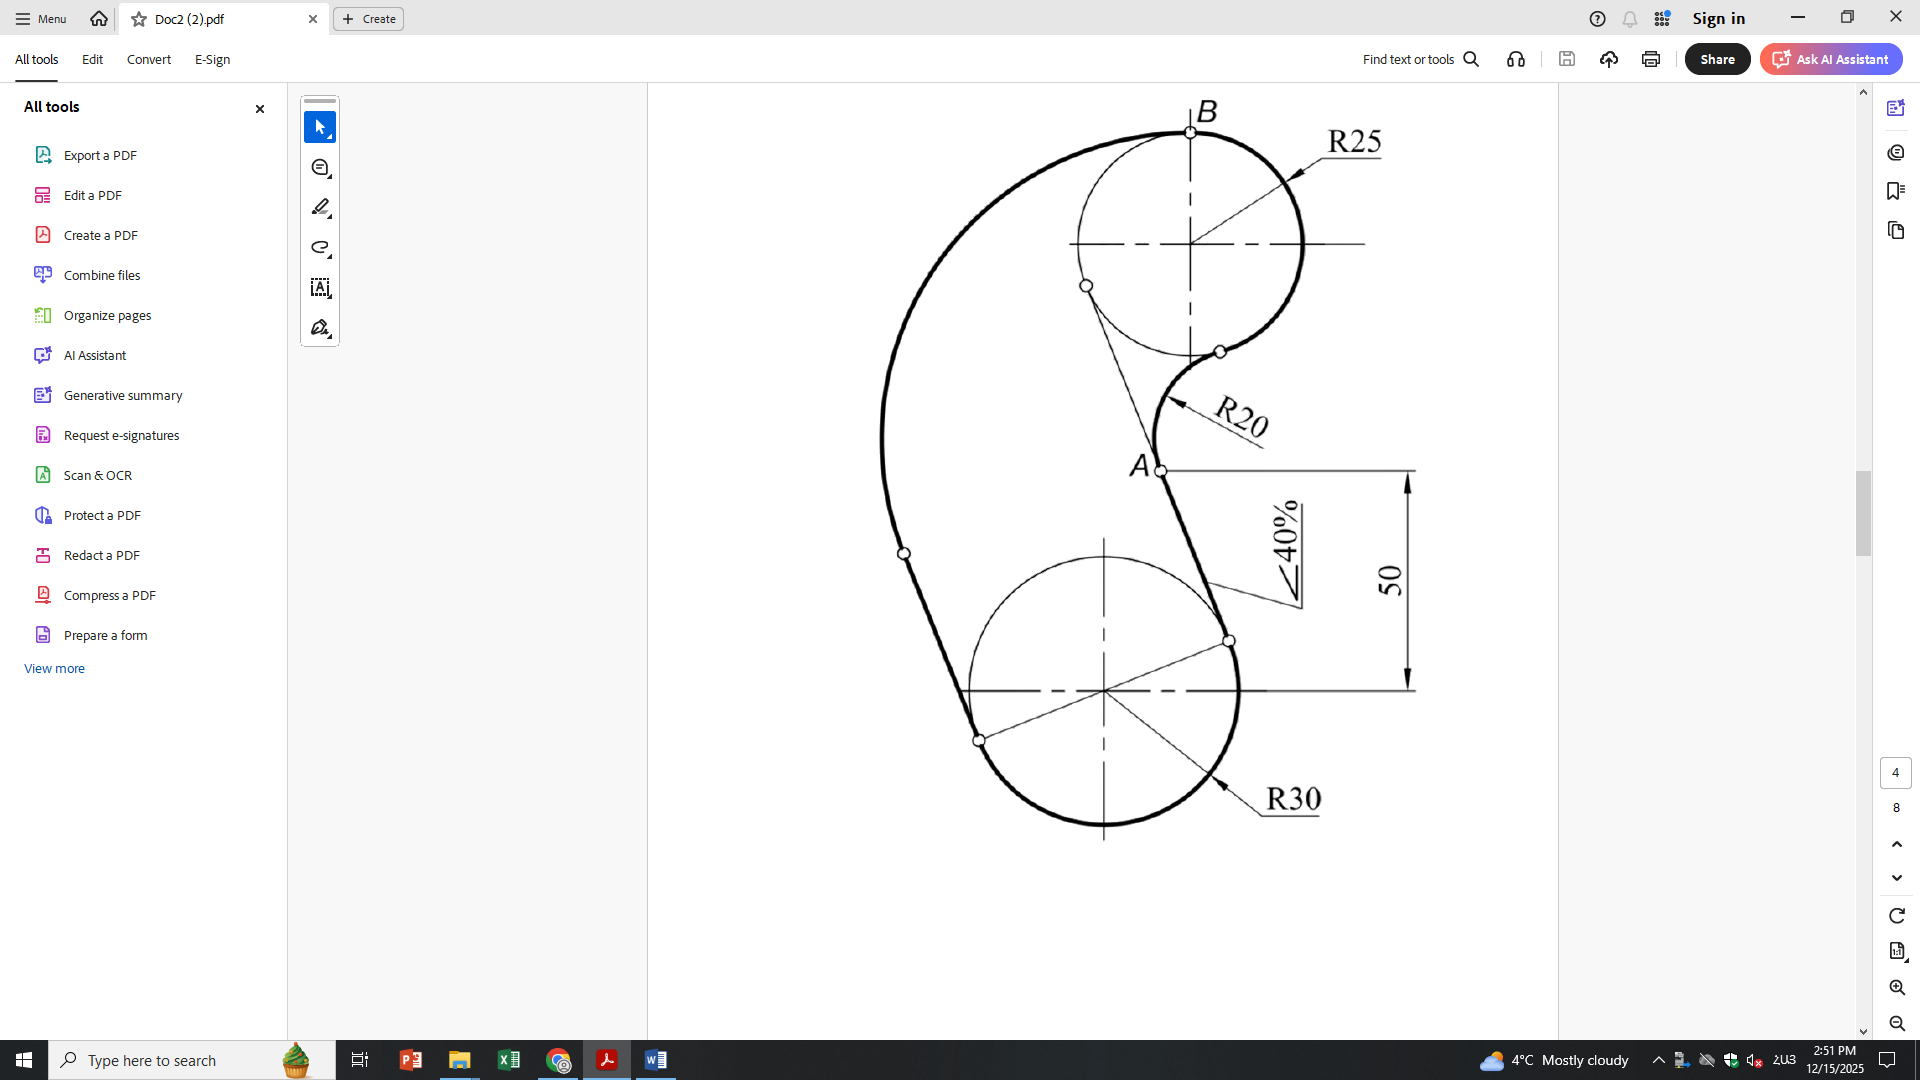 Menu
Doc2 (2).pdf
Create
Sign in
All tools
Edit
Convert
E-Sign
Find text or tools
Share
Ask AI Assistant
All tools
Export a PDF
Edit a PDF
Create a PDF
Combine files
Organize pages
AI Assistant
Generative summary
Request e-signatures
Scan & OCR
Protect a PDF
Redact a PDF
Compress a PDF
Prepare a form
View more
B
R25
R20
A
∠40%
50
R30
4
8
Type here to search
4°C Mostly cloudy
ՀԱՅ
2:51 PM
12/15/2025